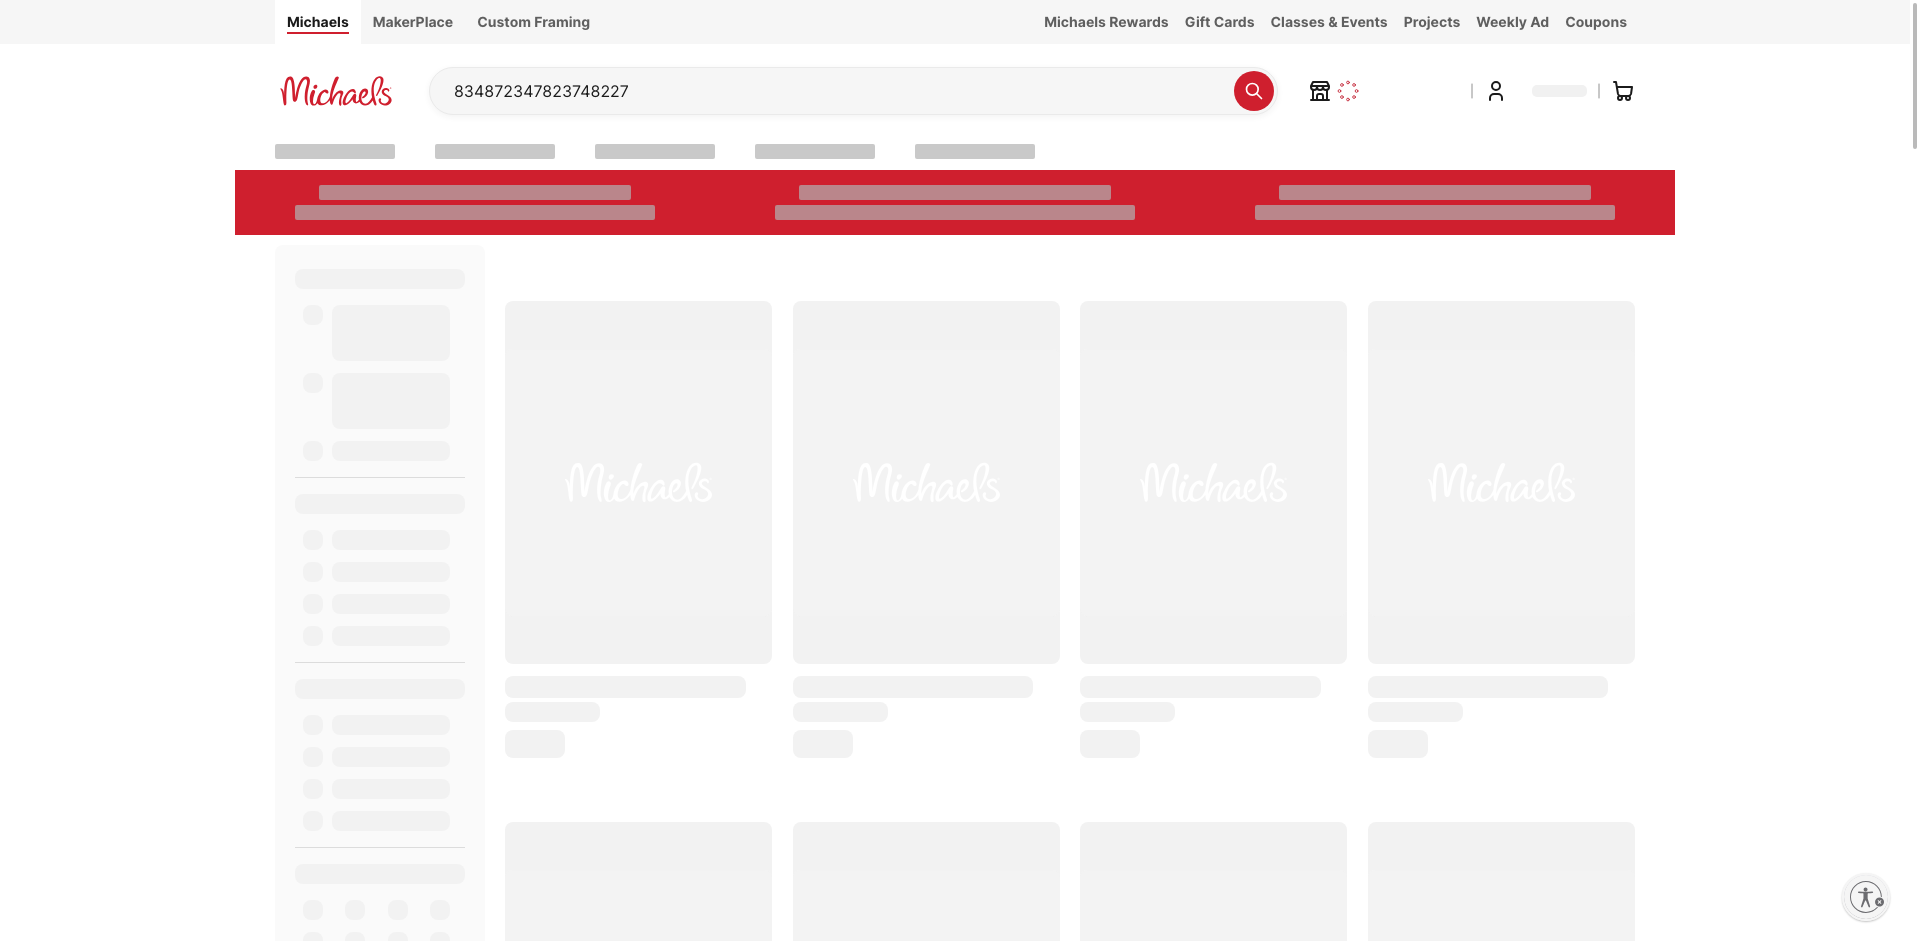 Michaels MakerPlace Custom Framing Michaels Rewards Gift Cards Classes & Events Projects Weekly Ad Coupons
Michaels 834872347823748227
Michaels Michaels Michaels Michaels